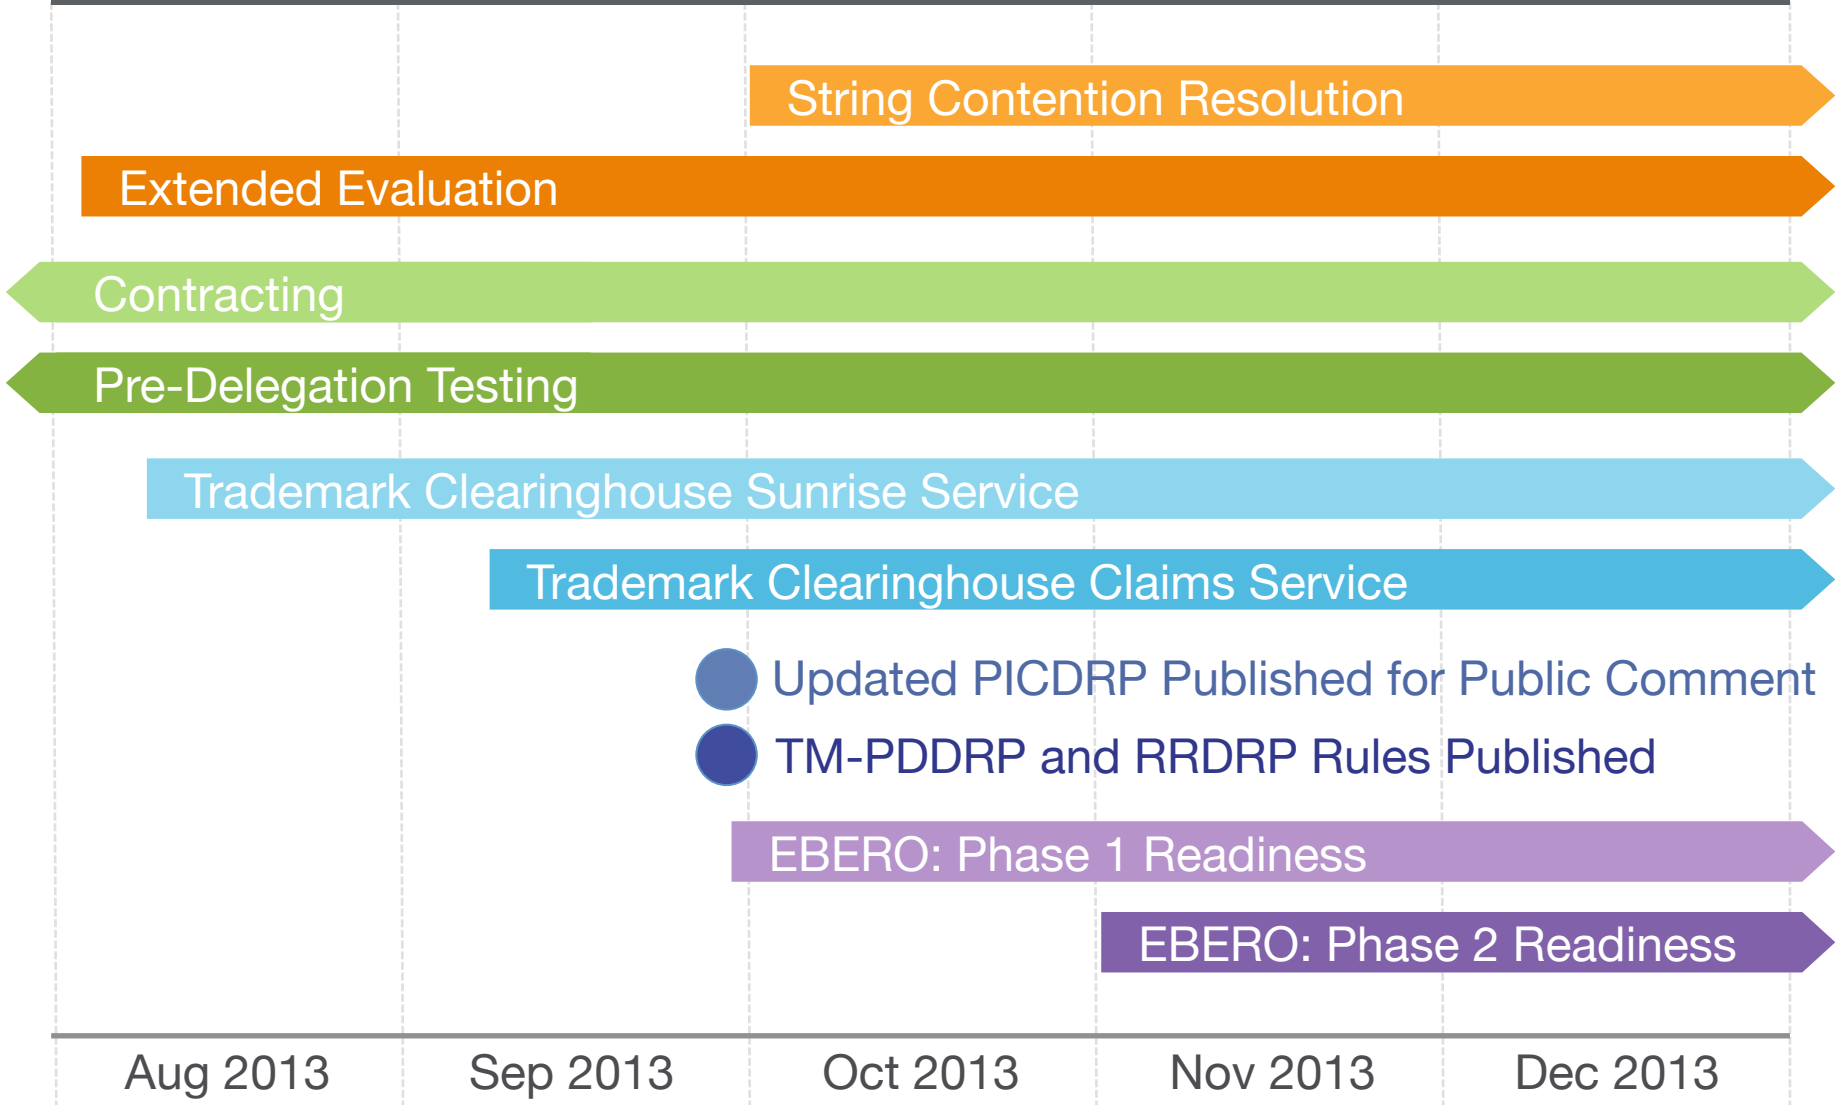 String Contention Resolution
Extended Evaluation
Contracting
Pre-Delegation Testing
Trademark Clearinghouse Sunrise Service
Trademark Clearinghouse Claims Service
Updated PICDRP Published for Public Comment
TM-PDDRP and RRDRP Rules Published
EBERO: Phase 1 Readiness
EBERO: Phase 2 Readiness
Aug 2013 Sep 2013 Oct 2013 Nov 2013 Dec 2013